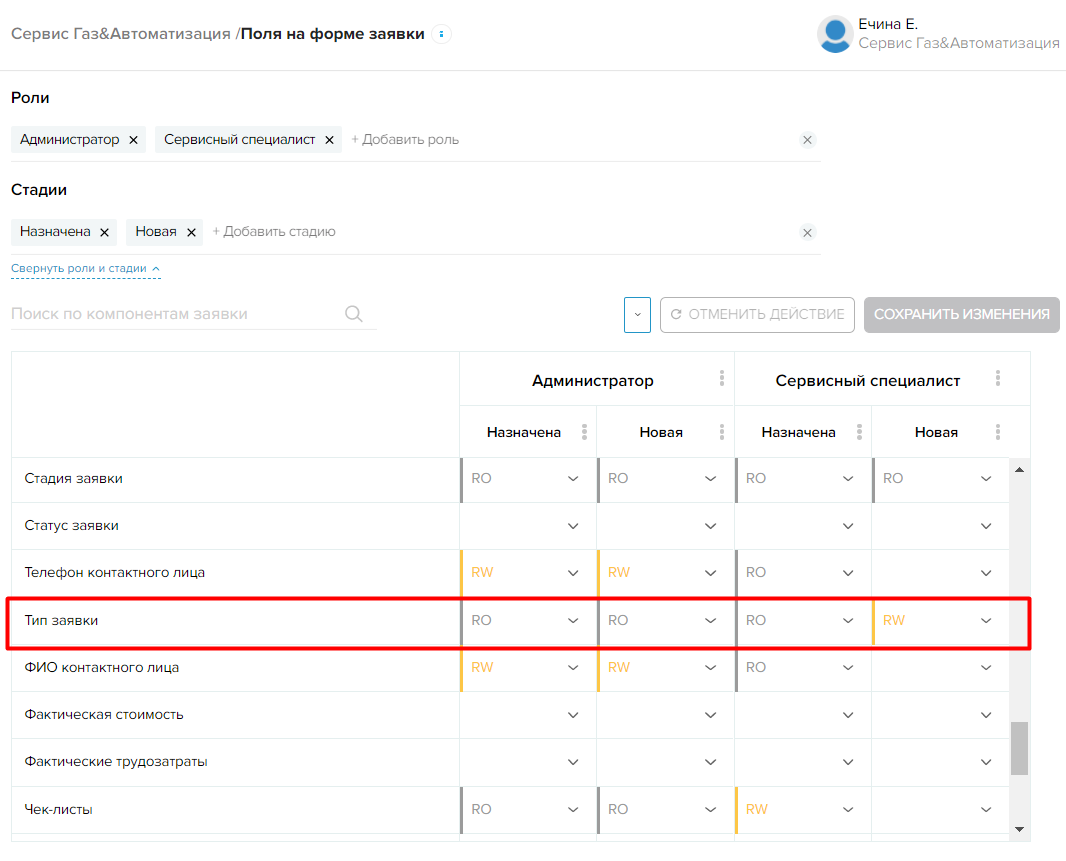 Сервис Газ&Автоматизация /Поля на форме заявки i
Ечина Е.
Сервис Газ&Автоматизация
Роли
Администратор × Сервисный специалист × + Добавить роль ×
Стадии
Назначена × Новая × + Добавить стадию ×
Свернуть роли и стадии
Поиск по компонентам заявки
ОТМЕНИТЬ ДЕЙСТВИЕ СОХРАНИТЬ ИЗМЕНЕНИЯ
Администратор Сервисный специалист
Назначена Новая Назначена Новая
Стадия заявки RO RO RO RO
Статус заявки
Телефон контактного лица RW RW RO
Тип заявки RO RO RO RW
ФИО контактного лица RW RW RO
Фактическая стоимость
Фактические трудозатраты
Чек-листы RO RO RW